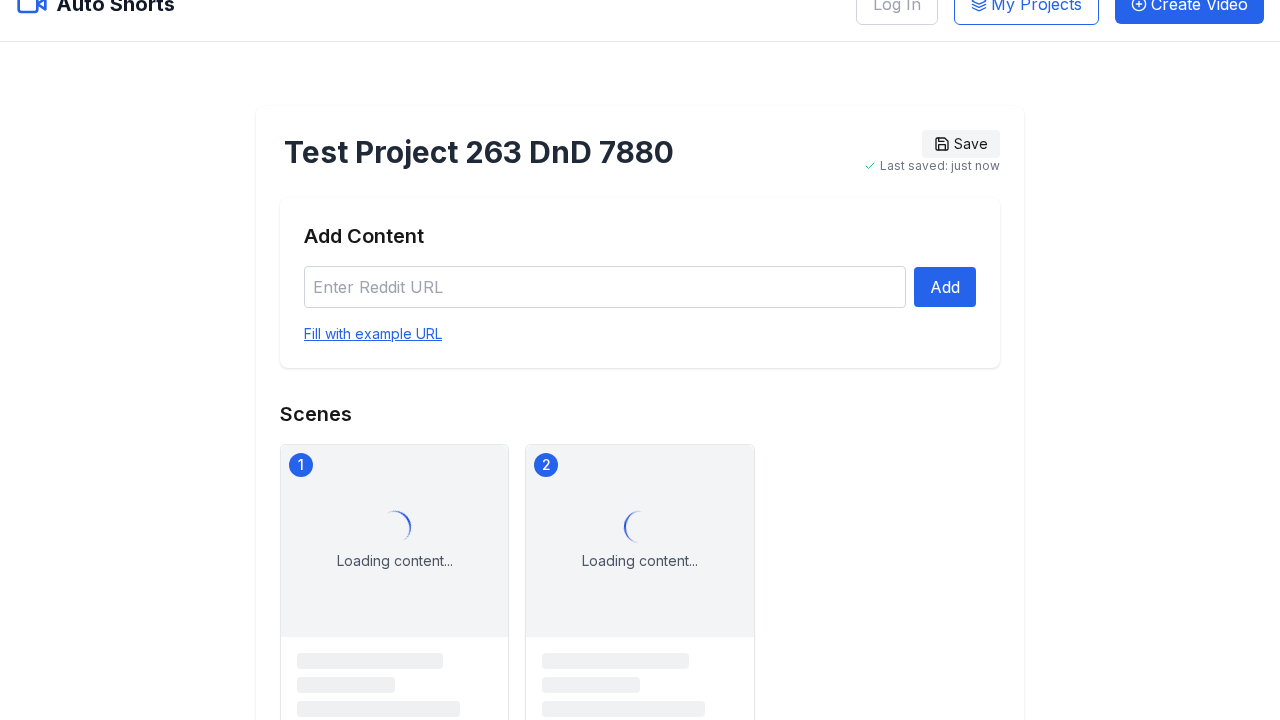 Auto Shorts
Log In
My Projects
Create Video
Test Project 263 DnD 7880
Save
Last saved: just now
Add Content
Enter Reddit URL
Add
Fill with example URL
Scenes
1
Loading content...
2
Loading content...